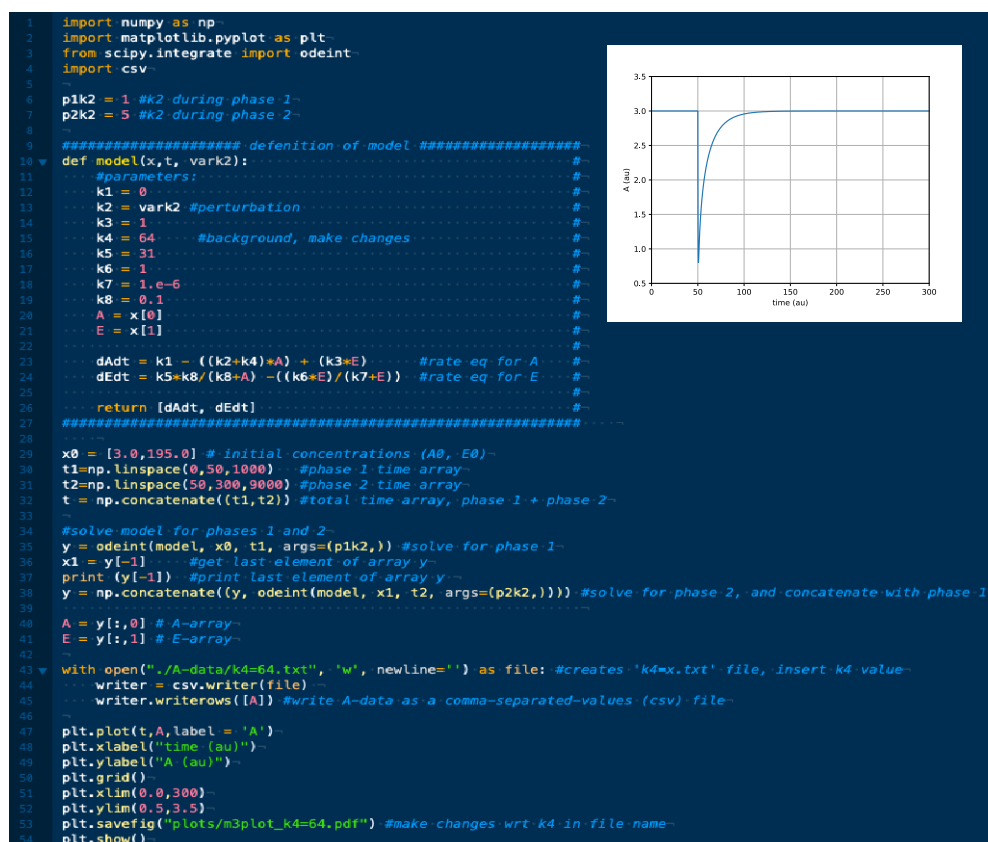 1 import numpy as np
2 import matplotlib.pyplot as plt
3 from scipy.integrate import odeint
4 import csv
5
6 p1k2 = 1 #k2 during phase 1
7 p2k2 = 5 #k2 during phase 2
8
9 ##################### defenition of model ###################
10 def model(x,t, vark2): #
11 #parameters: #
12 k1 = 0 #
13 k2 = vark2 #perturbation #
14 k3 = 1 #
15 k4 = 64 #background, make changes #
16 k5 = 31 #
17 k6 = 1 #
18 k7 = 1.e-6 #
19 k8 = 0.1 #
20 A = x[0] #
21 E = x[1] #
22 #
23 dAdt = k1 - ((k2+k4)*A) + (k3*E) #rate eq for A #
24 dEdt = k5*k8/(k8+A) -((k6*E)/(k7+E)) #rate eq for E #
25 #
26 return [dAdt, dEdt] #
27 #############################################################
28
29 x0 = [3.0,195.0] # initial concentrations (A0, E0)
30 t1=np.linspace(0,50,1000) #phase 1 time array
31 t2=np.linspace(50,300,9000) #phase 2 time array
32 t = np.concatenate((t1,t2)) #total time array, phase 1 + phase 2
33
34 #solve model for phases 1 and 2
35 y = odeint(model, x0, t1, args=(p1k2,)) #solve for phase 1
36 x1 = y[-1] #get last element of array y
37 print (y[-1]) #print last element of array y
38 y = np.concatenate((y, odeint(model, x1, t2, args=(p2k2,)))) #solve for phase 2, and concatenate with phase 1
39
40 A = y[:,0] # A-array
41 E = y[:,1] # E-array
42
43 with open("./A-data/k4=64.txt", 'w', newline='') as file: #creates 'k4=x.txt' file, insert k4 value
44 writer = csv.writer(file)
45 writer.writerows([A]) #write A-data as a comma-separated-values (csv) file
46
47 plt.plot(t,A,label = 'A')
48 plt.xlabel("time (au)")
49 plt.ylabel("A (au)")
50 plt.grid()
51 plt.xlim(0.0,300)
52 plt.ylim(0.5,3.5)
53 plt.savefig("plots/m3plot_k4=64.pdf") #make changes wrt k4 in file name
54 plt.show()
3.5
3.0
2.5
2.0
1.5
1.0
0.5
A (au)
0 50 100 150 200 250 300
time (au)